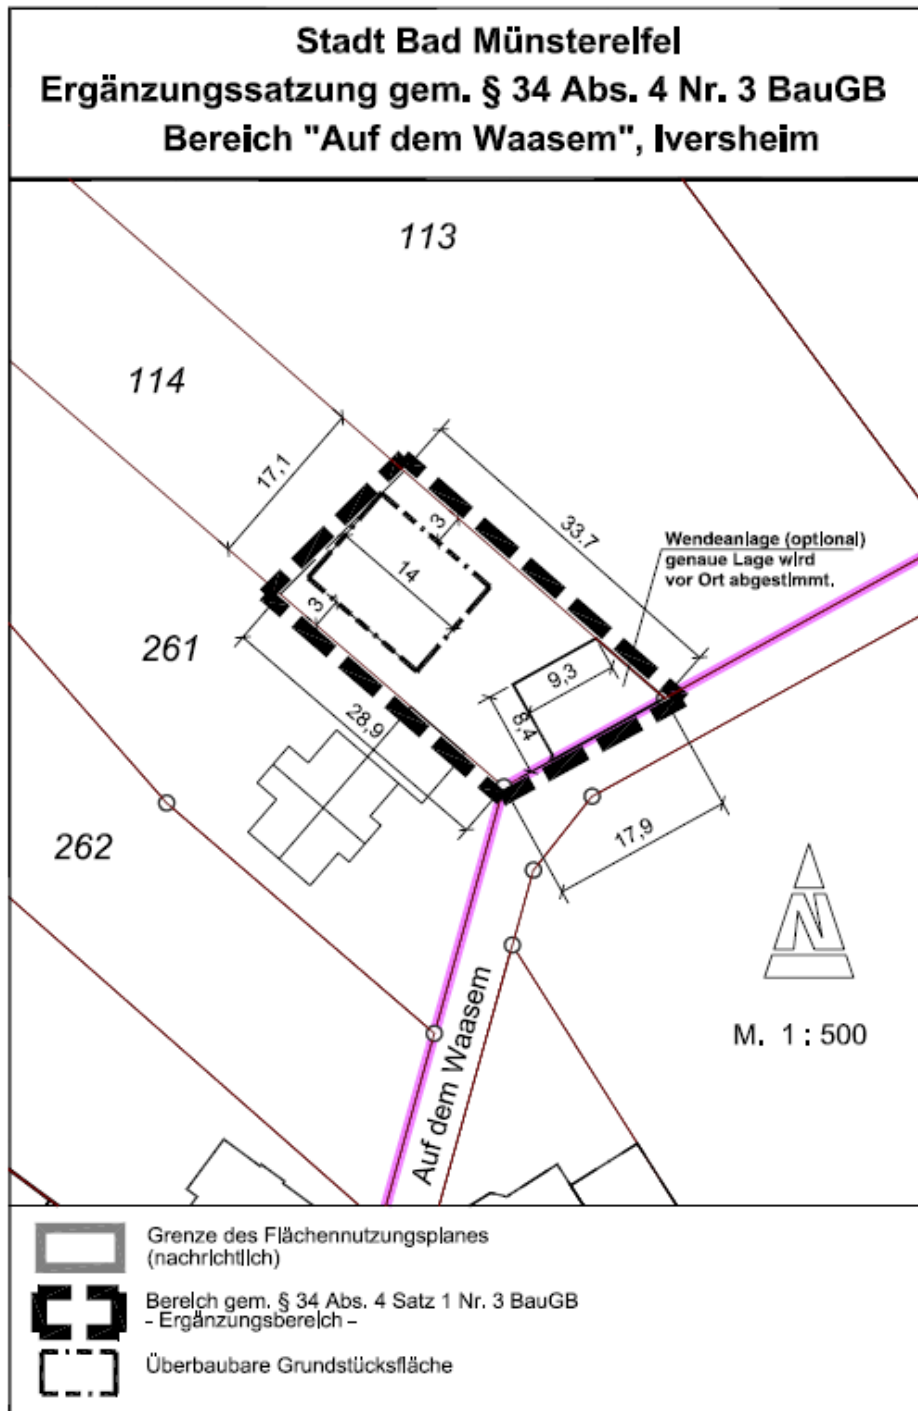 Stadt Bad Münstereifel
Ergänzungssatzung gem. § 34 Abs. 4 Nr. 3 BauGB
Bereich "Auf dem Waasem", Iversheim
113
114
17,1
33.7
3
Wendeanlage (optional)
genaue Lage wird
vor Ort abgestimmt.
14
3
261
9,3
8,4
28,9
17,9
262
N
M. 1 : 500
Auf dem Waasem
Grenze des Flächennutzungsplanes
(nachrichtlich)
Bereich gem. § 34 Abs. 4 Satz 1 Nr. 3 BauGB
- Ergänzungsbereich -
Überbaubare Grundstücksfläche